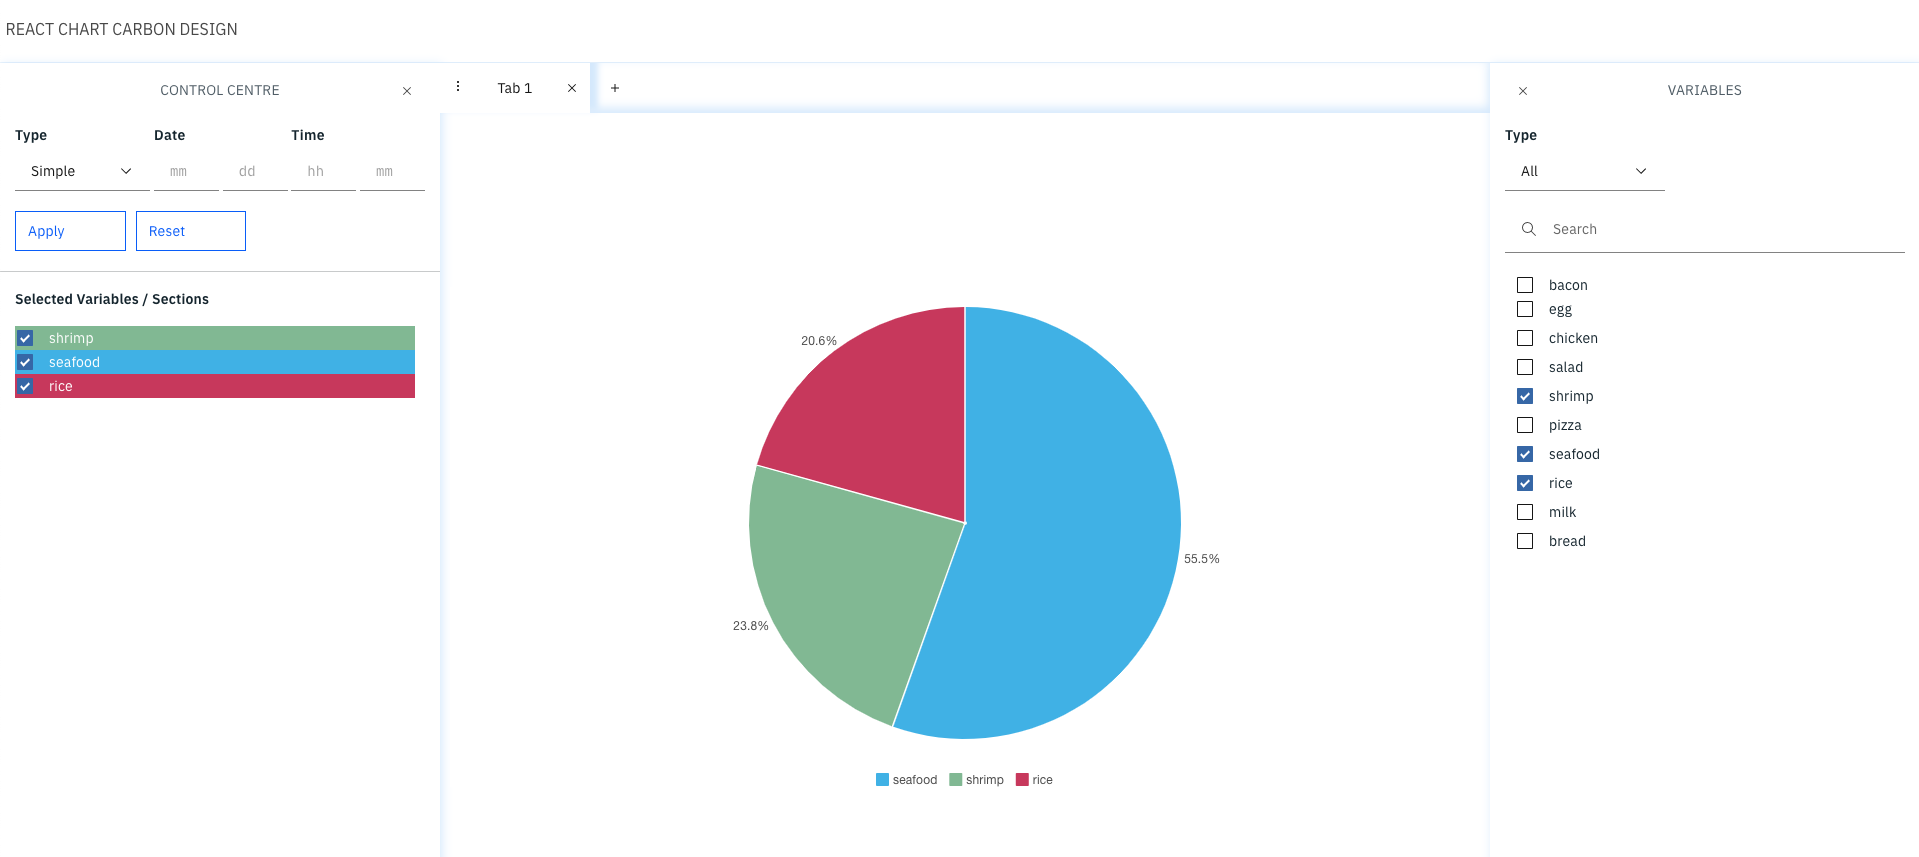 REACT CHART CARBON DESIGN
CONTROL CENTRE
Type Date Time
Simple mm dd hh mm
Apply Reset
Selected Variables / Sections
shrimp
seafood
rice
Tab 1
20.6%
55.5%
23.8%
seafood shrimp rice
VARIABLES
Type
All
Search
bacon
egg
chicken
salad
shrimp
pizza
seafood
rice
milk
bread